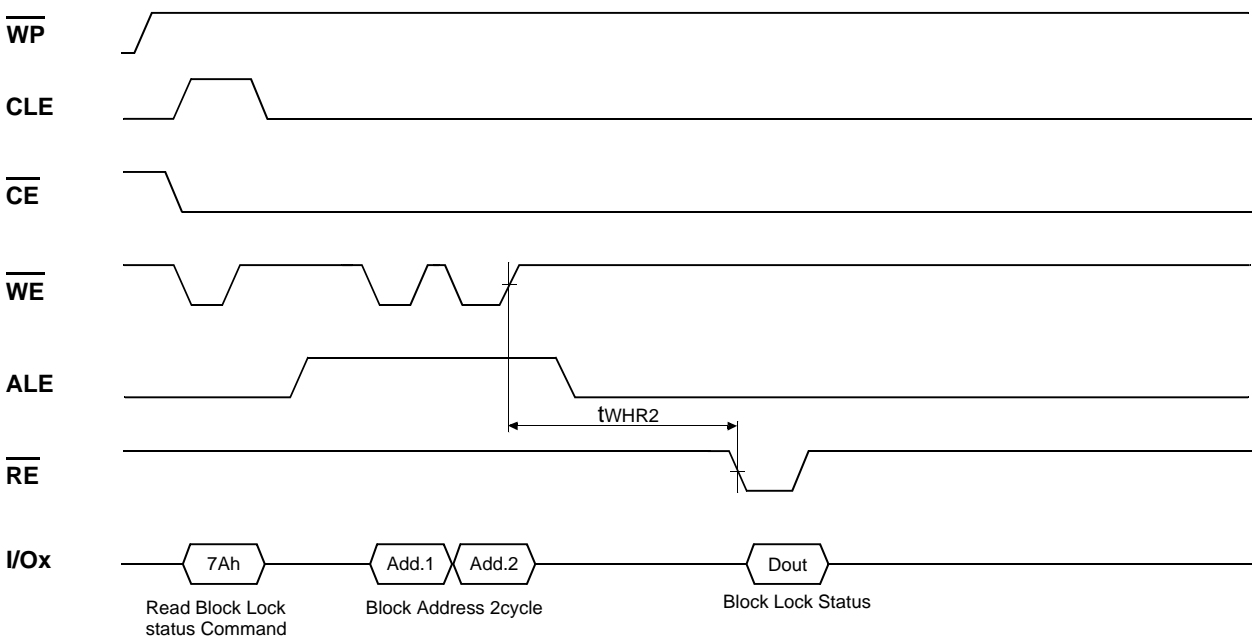 WP
CLE
CE
WE
ALE
tWHR2
RE
I/Ox
7Ah
Add.1
Add.2
Dout
Read Block Lock
status Command
Block Address 2cycle
Block Lock Status